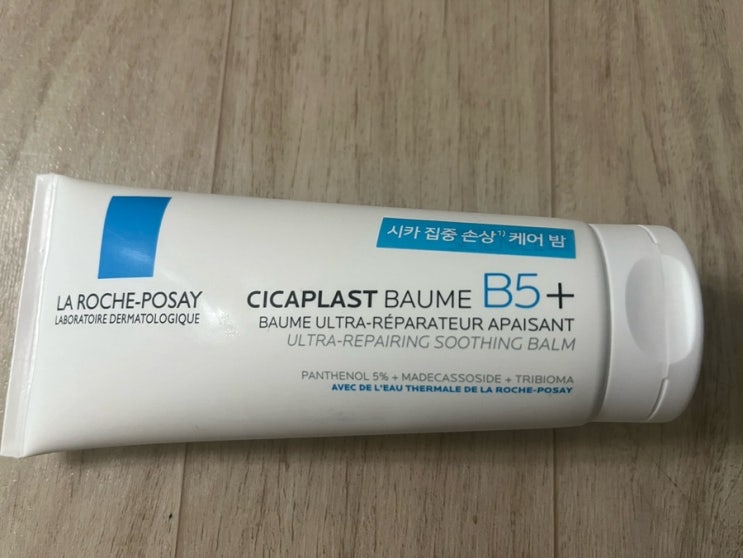 시카 집중 손상1) 케어 밤
LA ROCHE-POSAY
LABORATOIRE DERMATOLOGIQUE
CICAPLAST BAUME B5+
BAUME ULTRA-RÉPARATEUR APAISANT
ULTRA-REPAIRING SOOTHING BALM
PANTHENOL 5% + MADECASSOSIDE + TRIBIOMA
AVEC DE L'EAU THERMALE DE LA ROCHE-POSAY